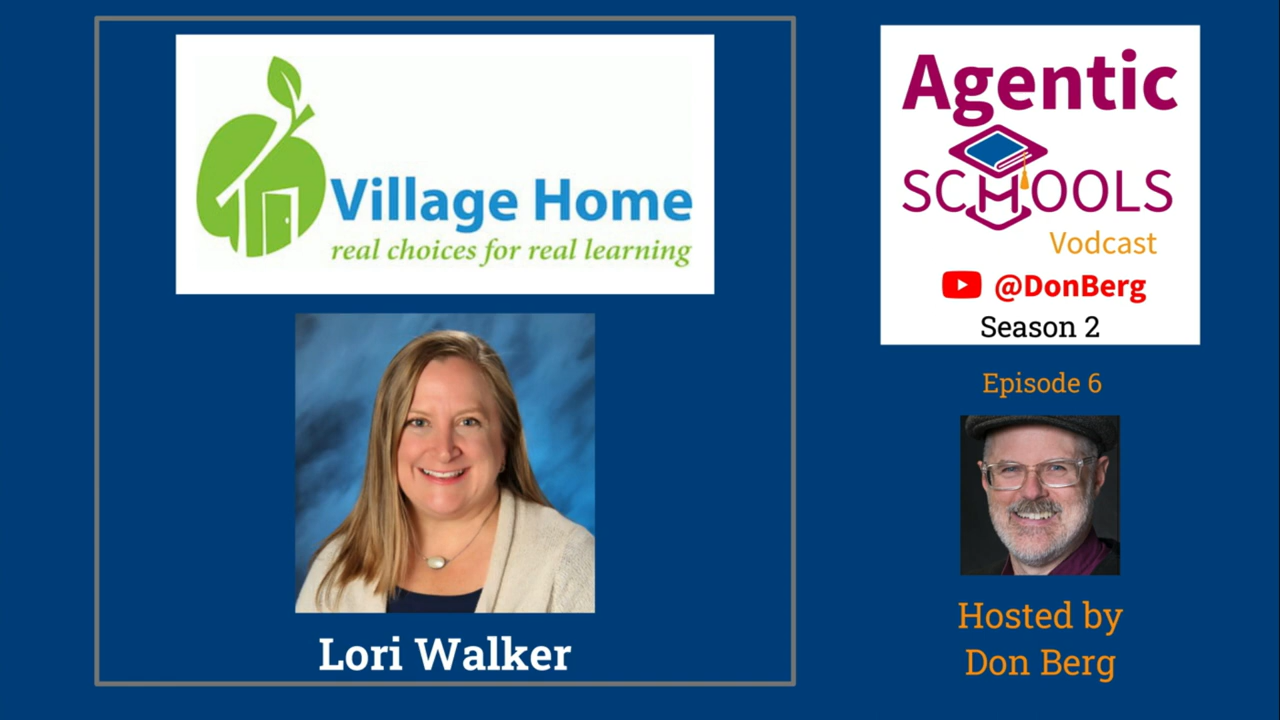 Village Home
real choices for real learning
Lori Walker
Agentic
SCHOOLS
Vodcast
@DonBerg
Season 2
Episode 6
Hosted by
Don Berg